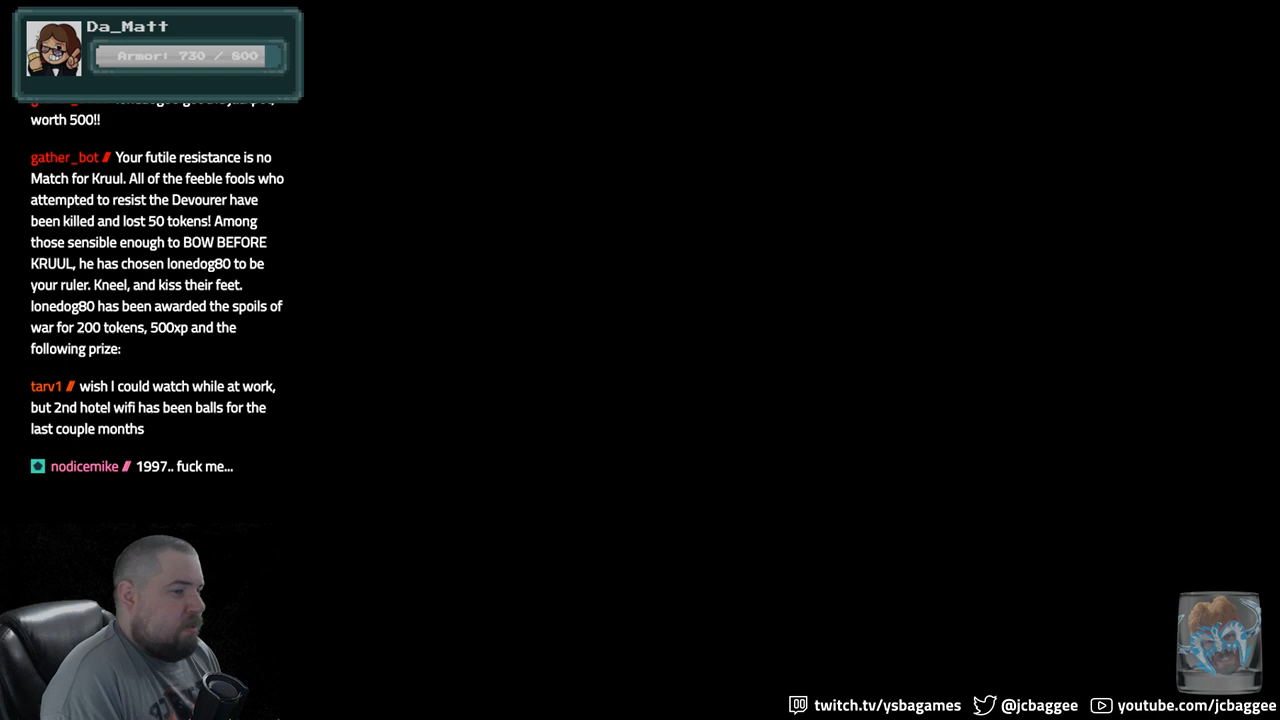 Da_Matt
Armor: 730 / 800
worth 500!!
gather_bot // Your futile resistance is no
Match for Kruul. All of the feeble fools who
attempted to resist the Devourer have
been killed and lost 50 tokens! Among
those sensible enough to BOW BEFORE
KRUUL, he has chosen lonedog80 to be
your ruler. Kneel, and kiss their feet.
lonedog80 has been awarded the spoils of
war for 200 tokens, 500xp and the
following prize:
tarv1 // wish I could watch while at work,
but 2nd hotel wifi has been balls for the
last couple months
nodicemike // 1997.. fuck me...
twitch.tv/ysbagames @jcbaggee youtube.com/jcbaggee